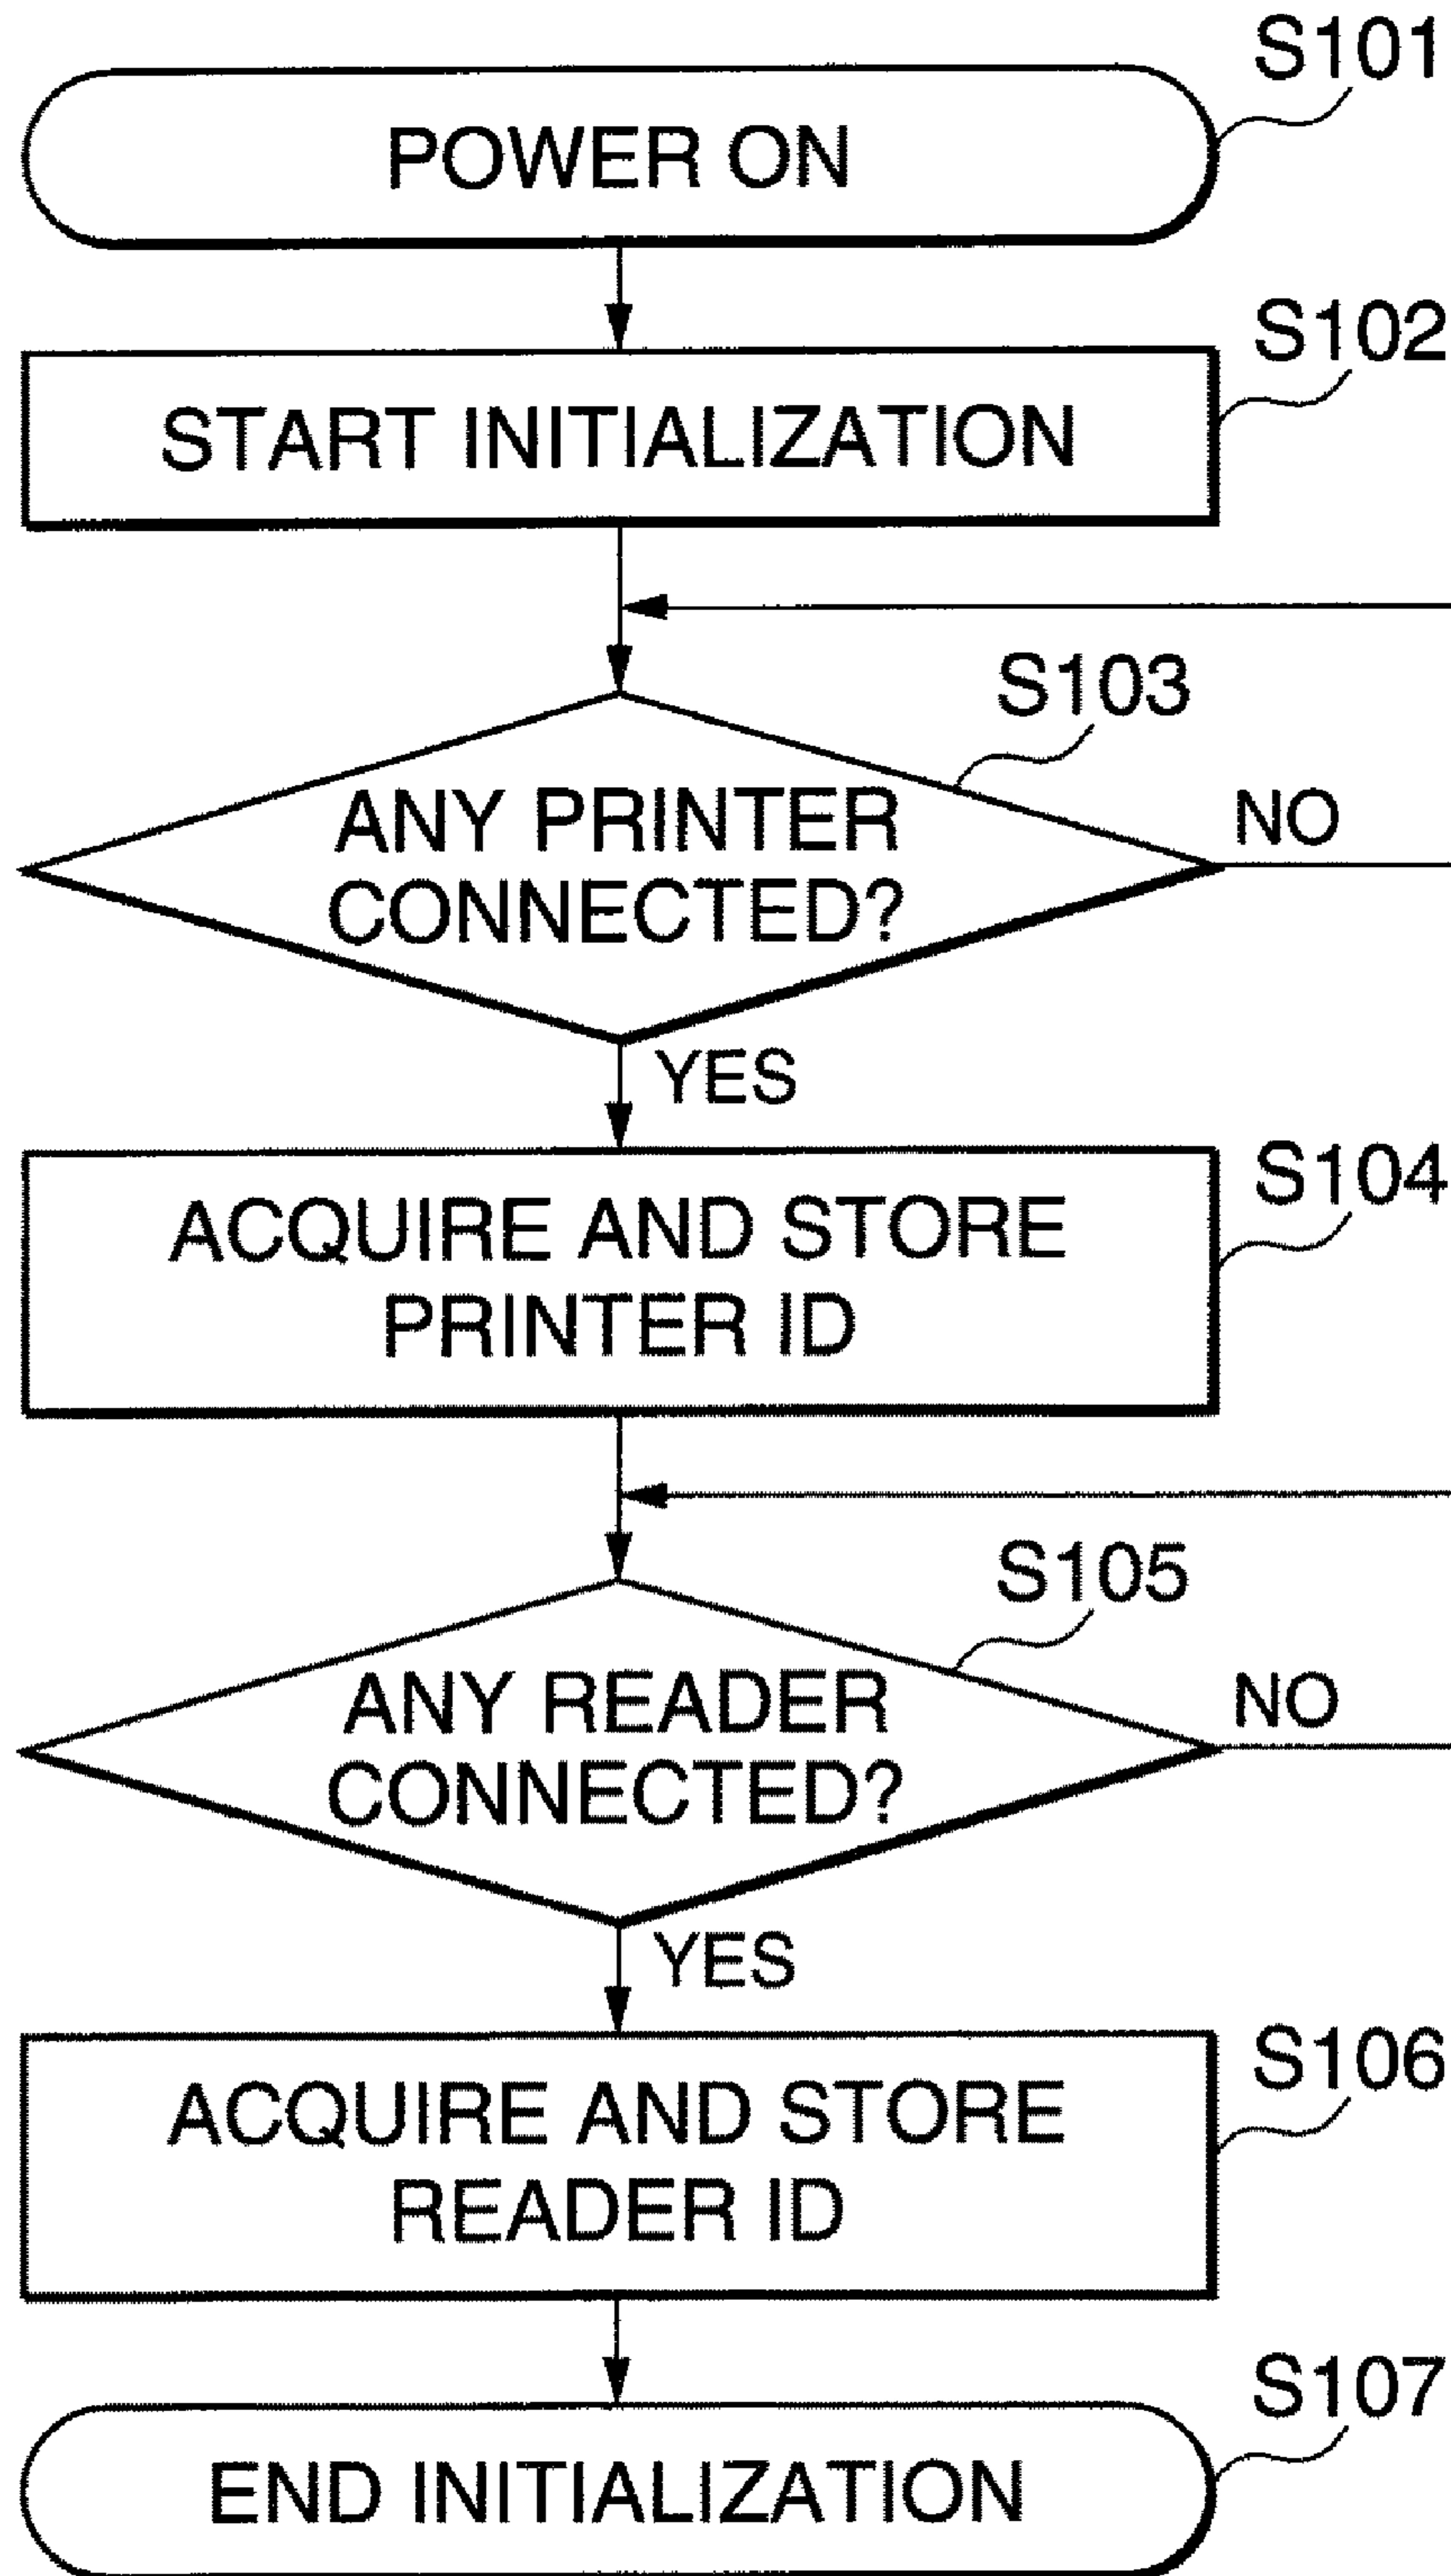 S101
POWER ON
S102
START INITIALIZATION
S103
ANY PRINTER
CONNECTED?
NO
YES
S104
ACQUIRE AND STORE
PRINTER ID
S105
ANY READER
CONNECTED?
NO
YES
S106
ACQUIRE AND STORE
READER ID
S107
END INITIALIZATION